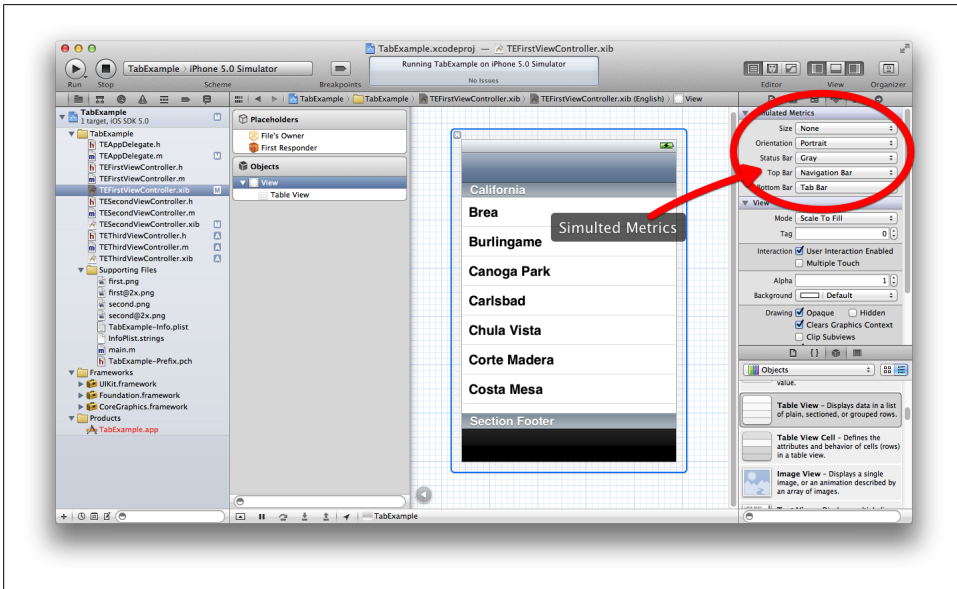 TabExample.xcodeproj — TEFirstViewController.xib
Run
Stop
TabExample
iPhone 5.0 Simulator
Scheme
Breakpoints
Running TabExample on iPhone 5.0 Simulator
No Issues
Editor
View
Organizer
TabExample
TabExample
TEFirstViewController.xib
TEFirstViewController.xib (English)
View
TabExample
1 target, iOS SDK 5.0
TabExample
TEAppDelegate.h
TEAppDelegate.m
TEFirstViewController.h
TEFirstViewController.m
TEFirstViewController.xib
M
TESecondViewController.h
TESecondViewController.m
TESecondViewController.xib
TEThirdViewController.h
A
TEThirdViewController.m
A
TEThirdViewController.xib
A
Supporting Files
first.png
first@2x.png
second.png
second@2x.png
TabExample-Info.plist
InfoPlist.strings
main.m
TabExample-Prefix.pch
Frameworks
UIKit.framework
Foundation.framework
CoreGraphics.framework
Products
TabExample.app
Placeholders
File's Owner
First Responder
Objects
View
Table View
California
Brea
Burlingame
Canoga Park
Carlsbad
Chula Vista
Corte Madera
Costa Mesa
Section Footer
Simulted Metrics
TabExample
Simulated Metrics
Size None
Orientation Portrait
Status Bar Gray
Top Bar Navigation Bar
Bottom Bar Tab Bar
View
Mode Scale To Fill
Tag 0
Interaction User Interaction Enabled
Multiple Touch
Alpha 1
Background Default
Drawing Opaque Hidden
Clears Graphics Context
Clip Subviews
Objects
value.
Table View - Displays data in a list
of plain, sectioned, or grouped rows.
Table View Cell - Defines the
attributes and behavior of cells (rows)
in a table view.
Image View - Displays a single
image, or an animation described by
an array of images.